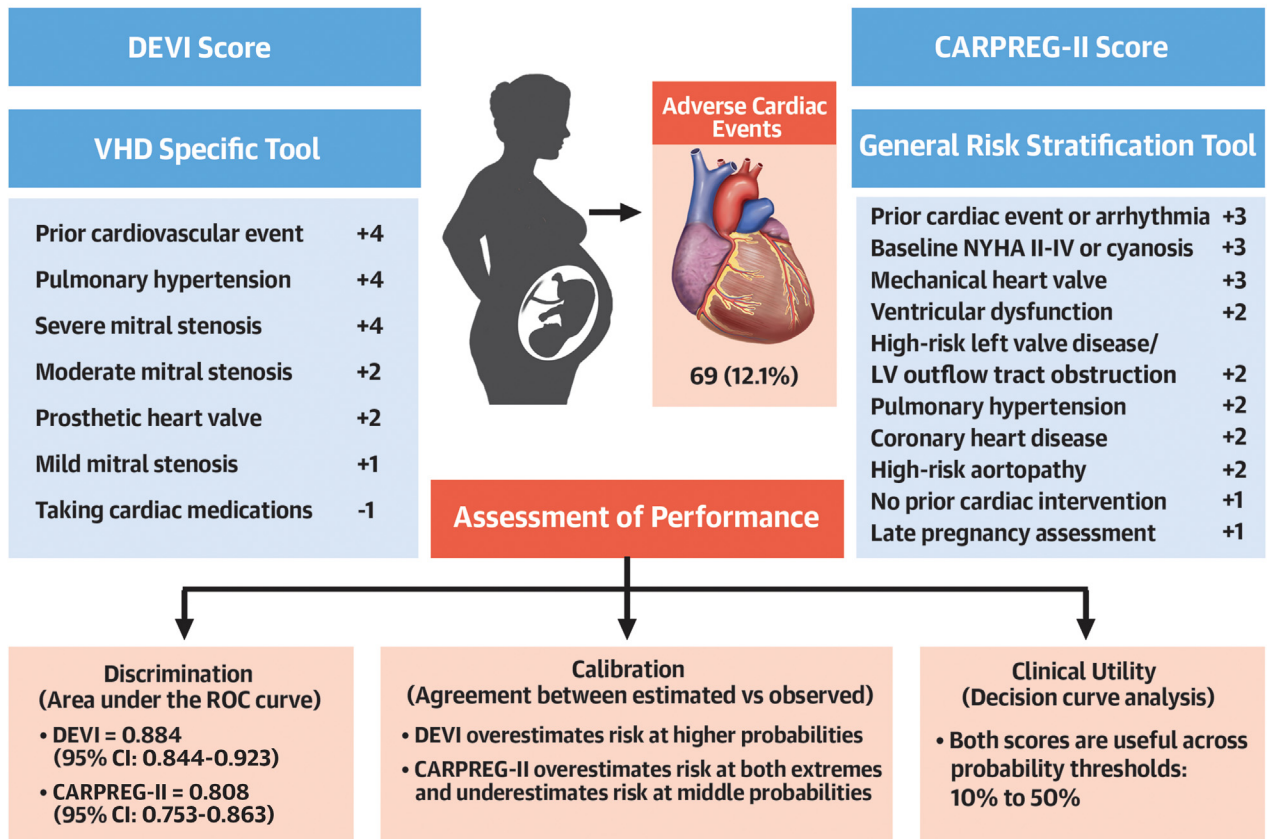 DEVI Score
VHD Specific Tool
Prior cardiovascular event +4
Pulmonary hypertension +4
Severe mitral stenosis +4
Moderate mitral stenosis +2
Prosthetic heart valve +2
Mild mitral stenosis +1
Taking cardiac medications -1
Adverse Cardiac
Events
69 (12.1%)
CARPREG-II Score
General Risk Stratification Tool
Prior cardiac event or arrhythmia +3
Baseline NYHA II-IV or cyanosis +3
Mechanical heart valve +3
Ventricular dysfunction +2
High-risk left valve disease/
LV outflow tract obstruction +2
Pulmonary hypertension +2
Coronary heart disease +2
High-risk aortopathy +2
No prior cardiac intervention +1
Late pregnancy assessment +1
Assessment of Performance
Discrimination
(Area under the ROC curve)
• DEVI = 0.884
(95% CI: 0.844-0.923)
• CARPREG-II = 0.808
(95% CI: 0.753-0.863)
Calibration
(Agreement between estimated vs observed)
• DEVI overestimates risk at higher probabilities
• CARPREG-II overestimates risk at both extremes
and underestimates risk at middle probabilities
Clinical Utility
(Decision curve analysis)
• Both scores are useful across
probability thresholds:
10% to 50%